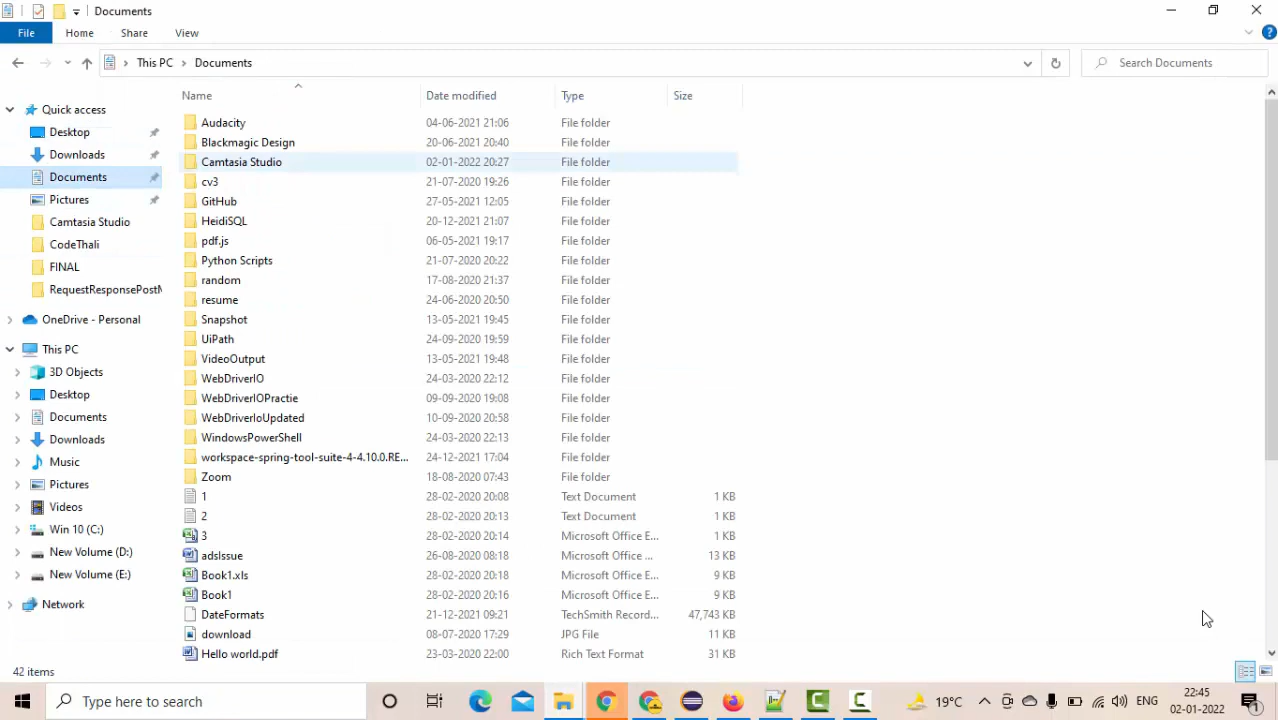 Documents
File Home Share View
This PC Documents Search Documents
Name Date modified Type Size
Quick access
Desktop
Downloads
Documents
Pictures
Camtasia Studio
CodeThali
FINAL
RequestResponsePostM
OneDrive - Personal
This PC
3D Objects
Desktop
Documents
Downloads
Music
Pictures
Videos
Win 10 (C:)
New Volume (D:)
New Volume (E:)
Network
Audacity 04-06-2021 21:06 File folder
Blackmagic Design 20-06-2021 20:40 File folder
Camtasia Studio 02-01-2022 20:27 File folder
cv3 21-07-2020 19:26 File folder
GitHub 27-05-2021 12:05 File folder
HeidiSQL 20-12-2021 21:07 File folder
pdf.js 06-05-2021 19:17 File folder
Python Scripts 21-07-2020 20:22 File folder
random 17-08-2020 21:37 File folder
resume 24-06-2020 20:50 File folder
Snapshot 13-05-2021 19:45 File folder
UiPath 24-09-2020 19:59 File folder
VideoOutput 13-05-2021 19:48 File folder
WebDriverIO 24-03-2020 22:12 File folder
WebDriverIOPractie 09-09-2020 19:08 File folder
WebDriverIoUpdated 10-09-2020 20:58 File folder
WindowsPowerShell 24-03-2020 22:13 File folder
workspace-spring-tool-suite-4-4.10.0.RE... 24-12-2021 17:04 File folder
Zoom 18-08-2020 07:43 File folder
1 28-02-2020 20:08 Text Document 1 KB
2 28-02-2020 20:13 Text Document 1 KB
3 28-02-2020 20:14 Microsoft Office E... 1 KB
adsIssue 26-08-2020 08:18 Microsoft Office ... 13 KB
Book1.xls 28-02-2020 20:18 Microsoft Office E... 9 KB
Book1 28-02-2020 20:16 Microsoft Office E... 9 KB
DateFormats 21-12-2021 09:21 TechSmith Record... 47,743 KB
download 08-07-2020 17:29 JPG File 11 KB
Hello world.pdf 23-03-2020 22:00 Rich Text Format 31 KB
42 items
Type here to search 19°C ENG 22:45
02-01-2022 1